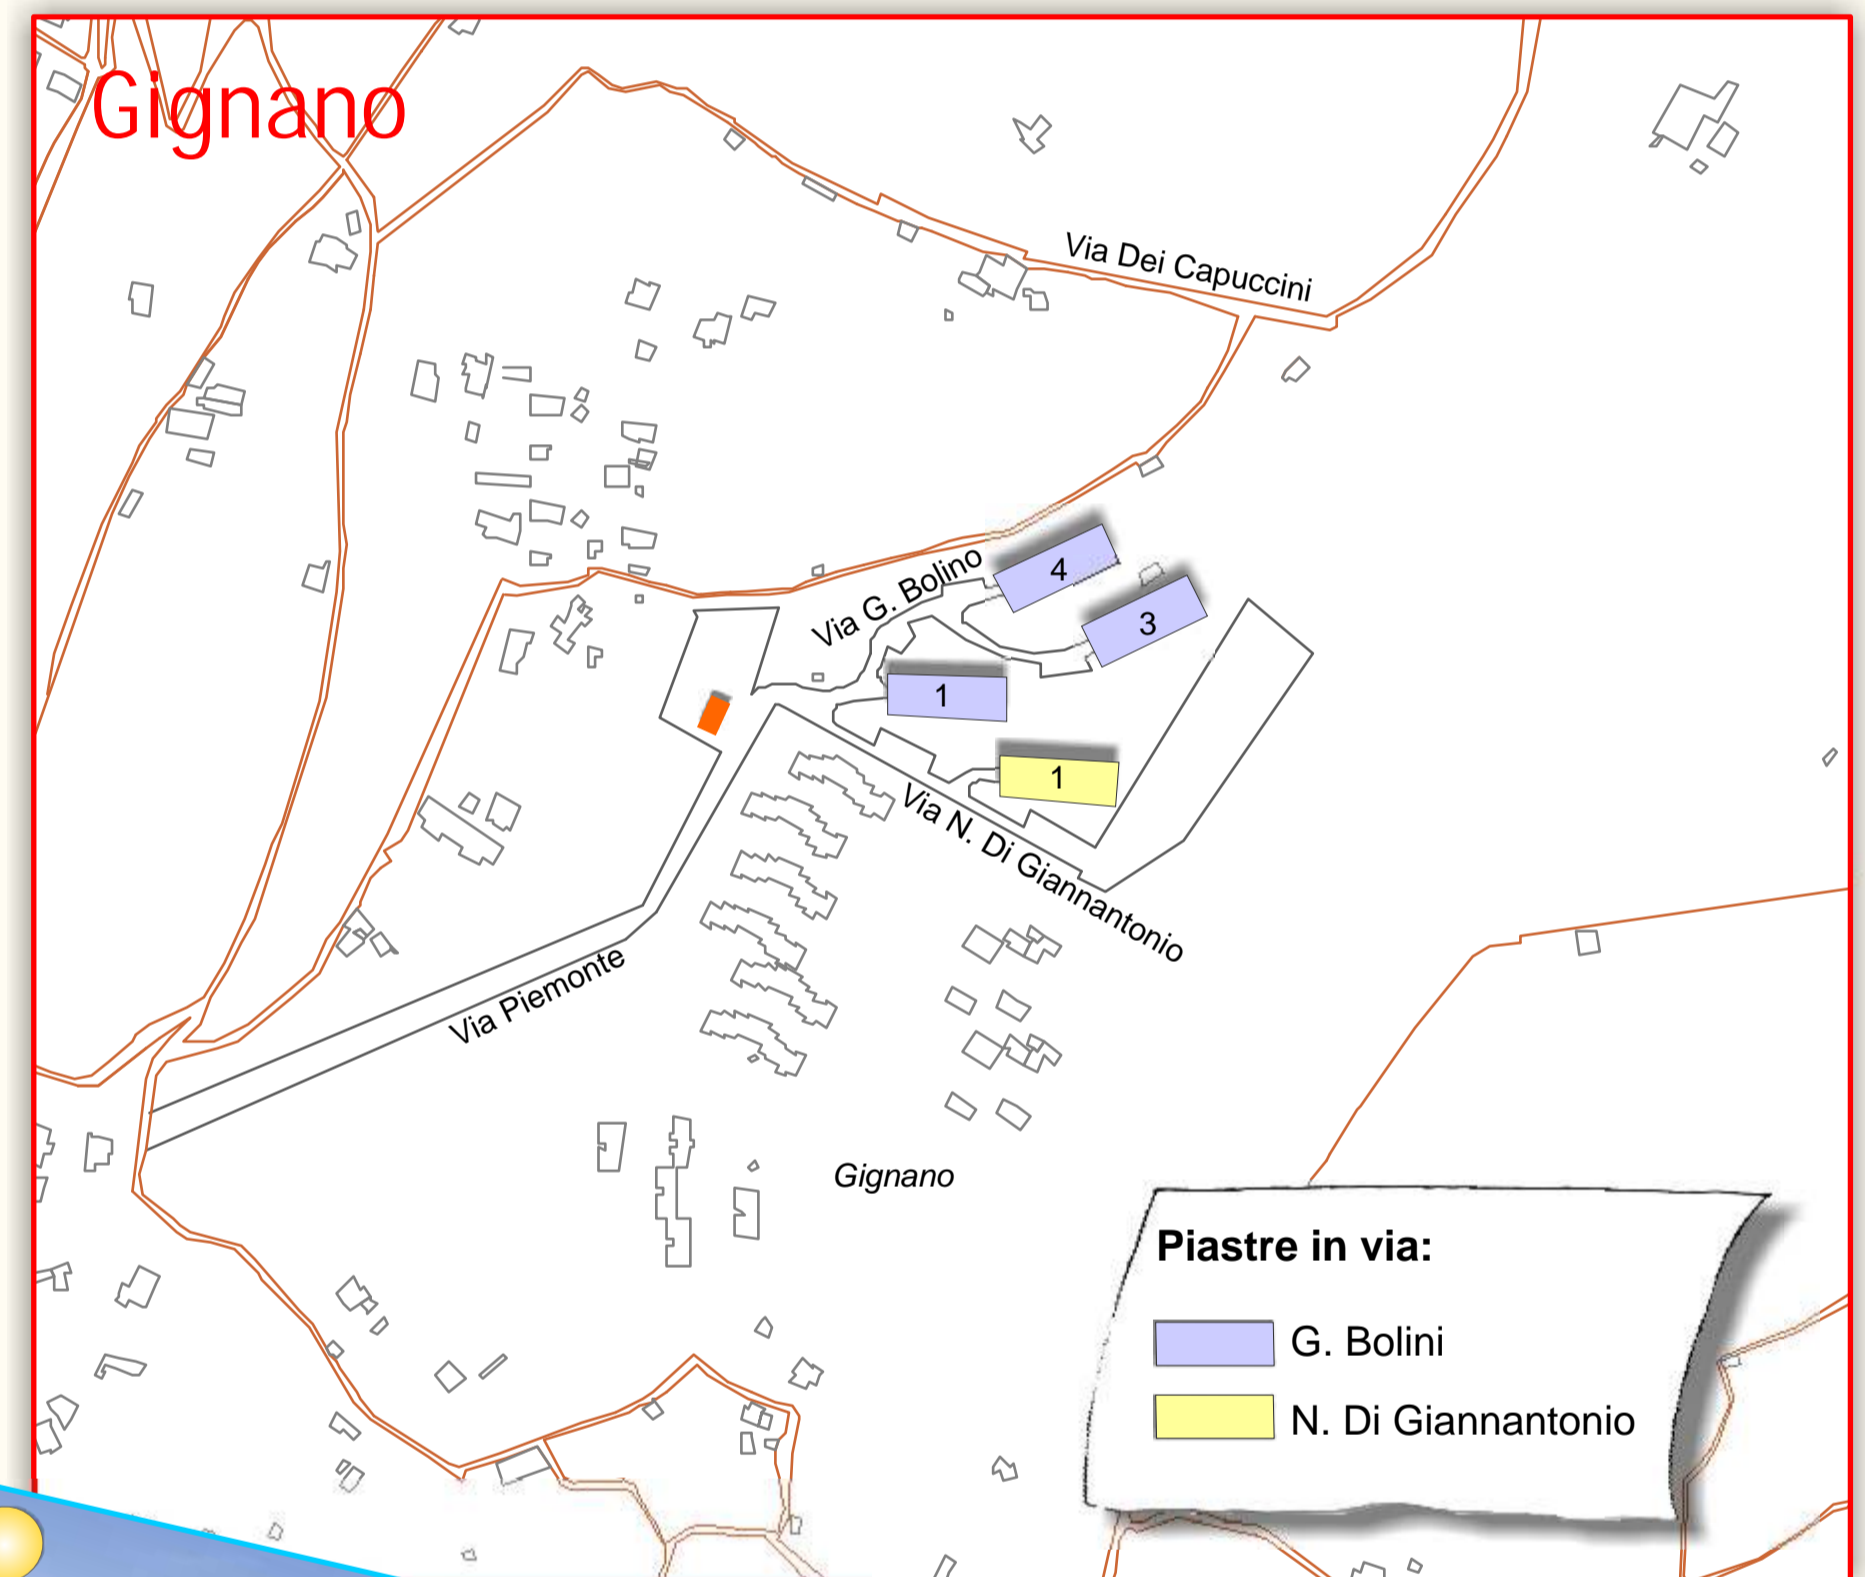 Gignano
Via Dei Capuccini
Via G. Bolino
4
3
1
1
Via N. Di Giannantonio
Via Piemonte
Gignano
Piastre in via:
G. Bolini
N. Di Giannantonio